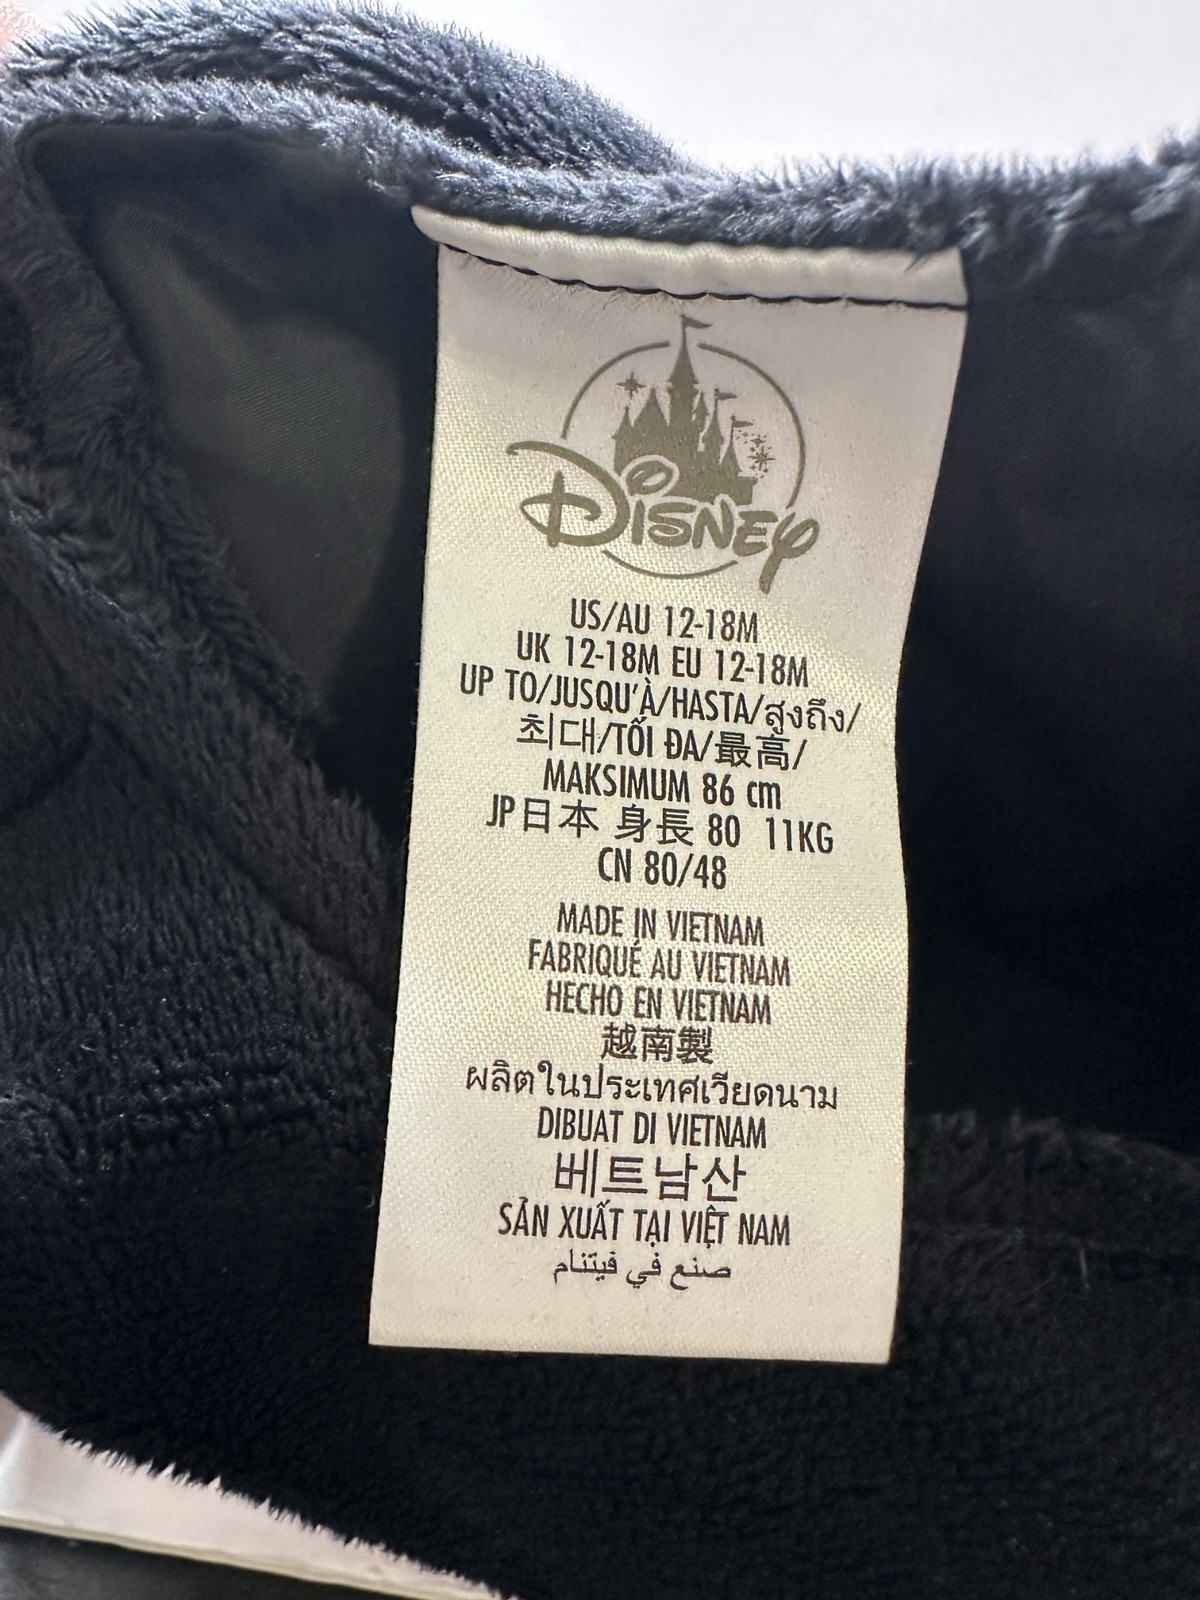 Disney
US/AU 12-18M
UK 12-18M EU 12-18M
UP TO/JUSQU'À/HASTA/สูงถึง/
최대/TỐI ĐA/最高/
MAKSIMUM 86 cm
JP日本 身長 80 11KG
CN 80/48
MADE IN VIETNAM
FABRIQUÉ AU VIETNAM
HECHO EN VIETNAM
越南製
ผลิตในประเทศเวียดนาม
DIBUAT DI VIETNAM
베트남산
SẢN XUẤT TẠI VIỆT NAM
صنع في فيتنام